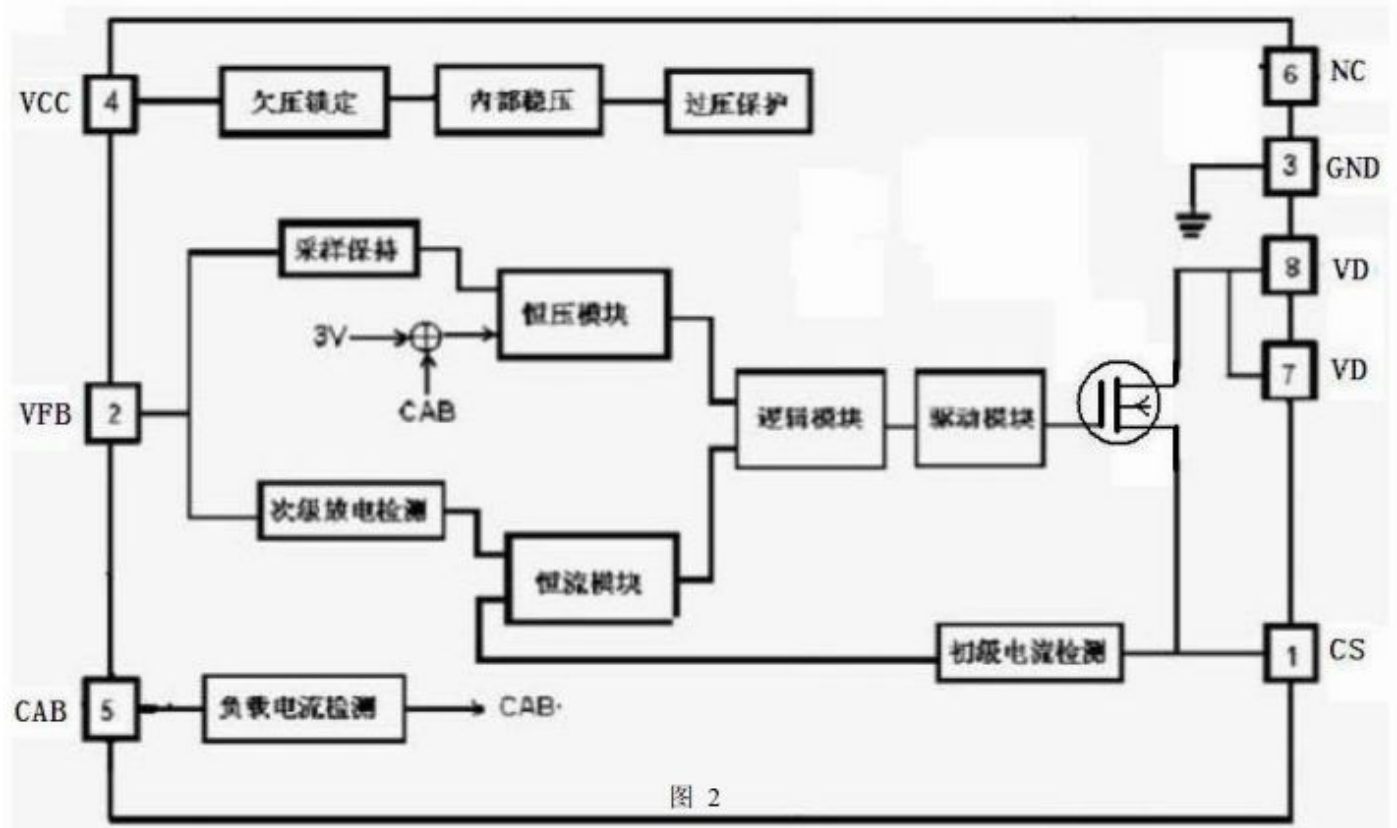 VCC
4
欠压锁定
内部稳压
过压保护
6
NC
3
GND
8
VD
7
VD
采样保持
3V
CAB
恒压模块
VFB
2
逻辑模块
驱动模块
次级放电检测
恒流模块
初级电流检测
1
CS
CAB
5
负载电流检测
CAB
图 2